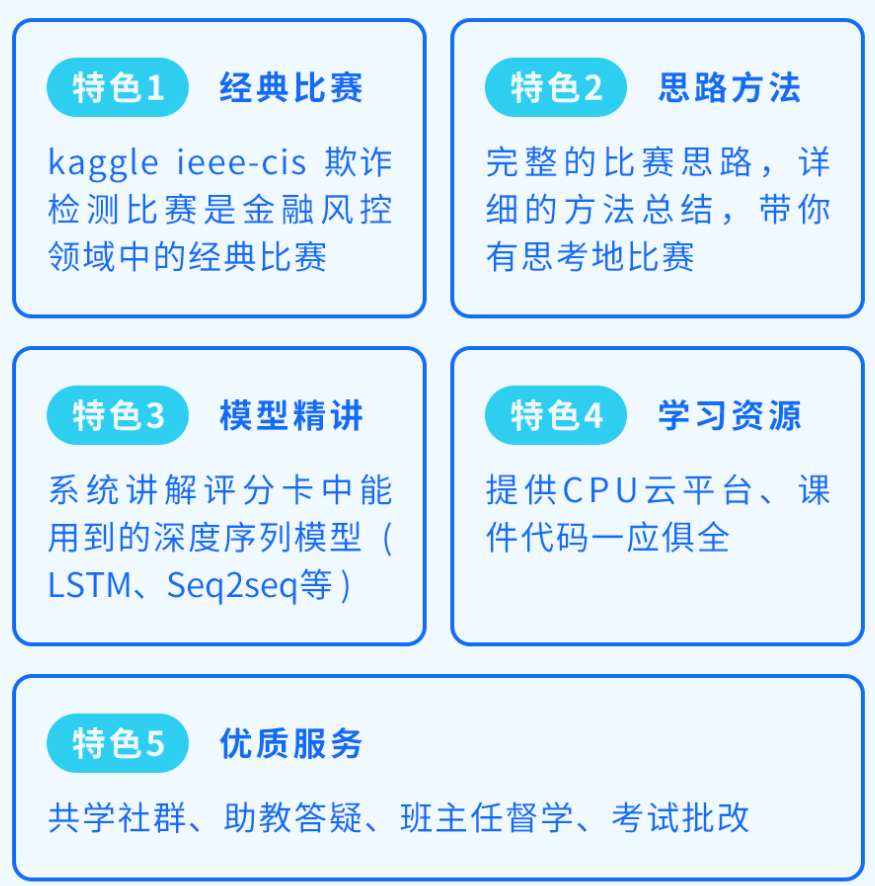 特色1 经典比赛
kaggle ieee-cis 欺诈
检测比赛是金融风控
领域中的经典比赛
特色2 思路方法
完整的比赛思路，详
细的方法总结，带你
有思考地比赛
特色3 模型精讲
系统讲解评分卡中能
用到的深度序列模型（
LSTM、Seq2seq等）
特色4 学习资源
提供CPU云平台、课
件代码一应俱全
特色5 优质服务
共学社群、助教答疑、班主任督学、考试批改